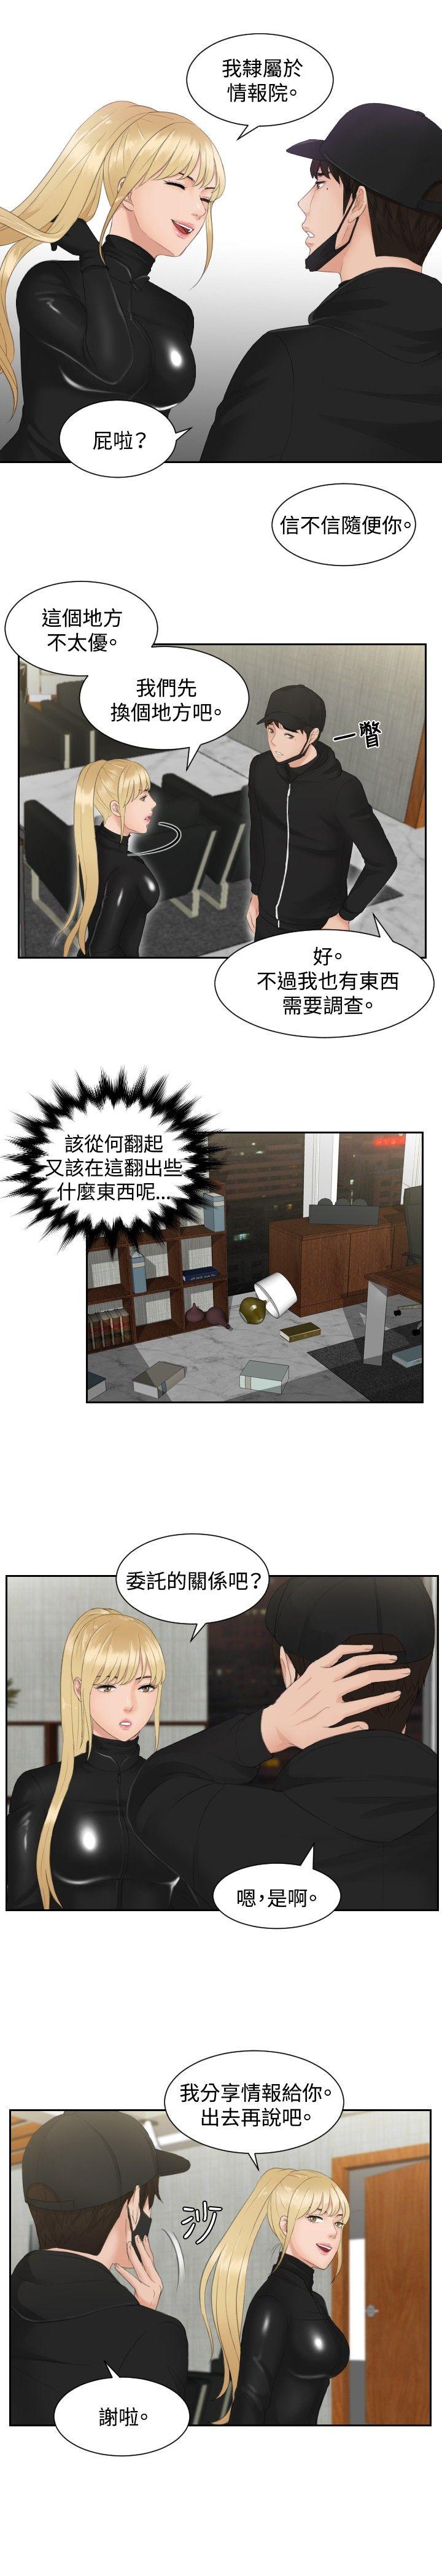 我隸屬於
情報院。
屁啦？
信不信隨便你。
這個地方
不太優。
我們先
換個地方吧。
一瞥
好。
不過我也有東西
需要調查。
該從何翻起
又該在這翻出些
什麼東西呢...
委託的關係吧？
嗯，是啊。
我分享情報給你。
出去再說吧。
沙
謝啦。